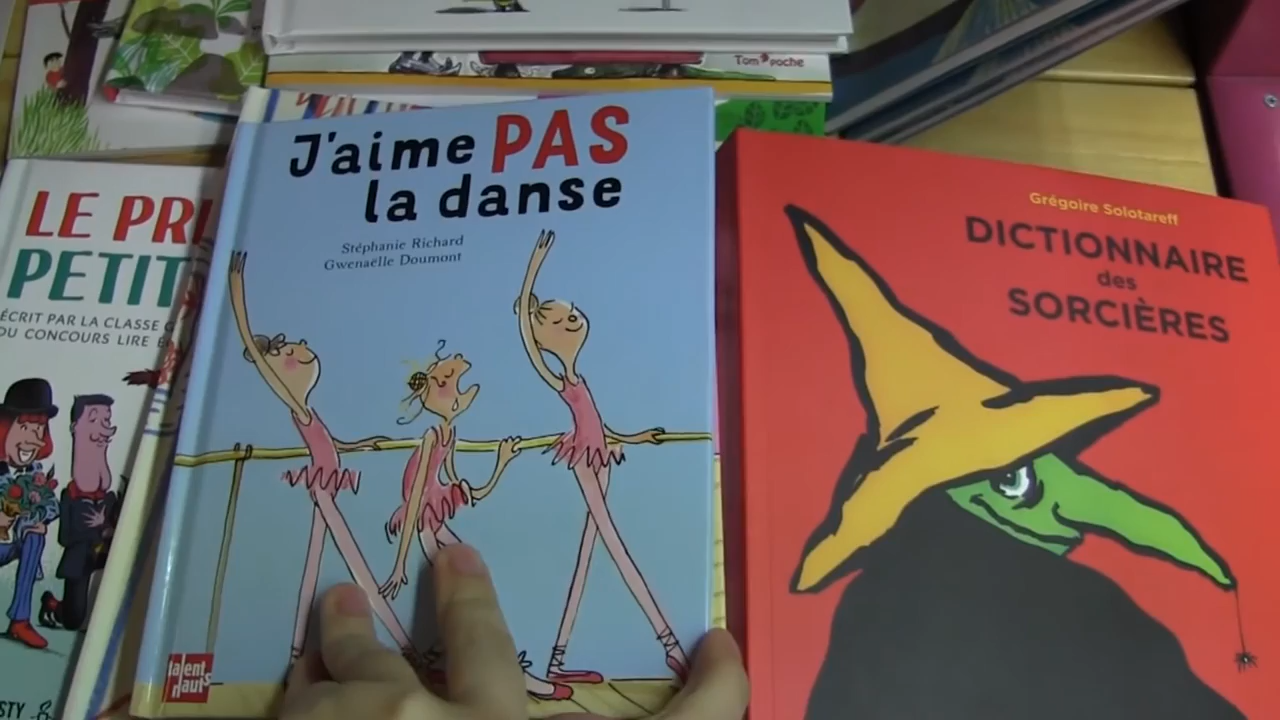 Tom'poche
J'aime PAS
la danse
Stéphanie Richard
Gwenaëlle Doumont
talent
hauts
LE PRI
PETIT
ÉCRIT PAR LA CLASSE
DU CONCOURS LIRE
Grégoire Solotareff
DICTIONNAIRE
des
SORCIÈRES